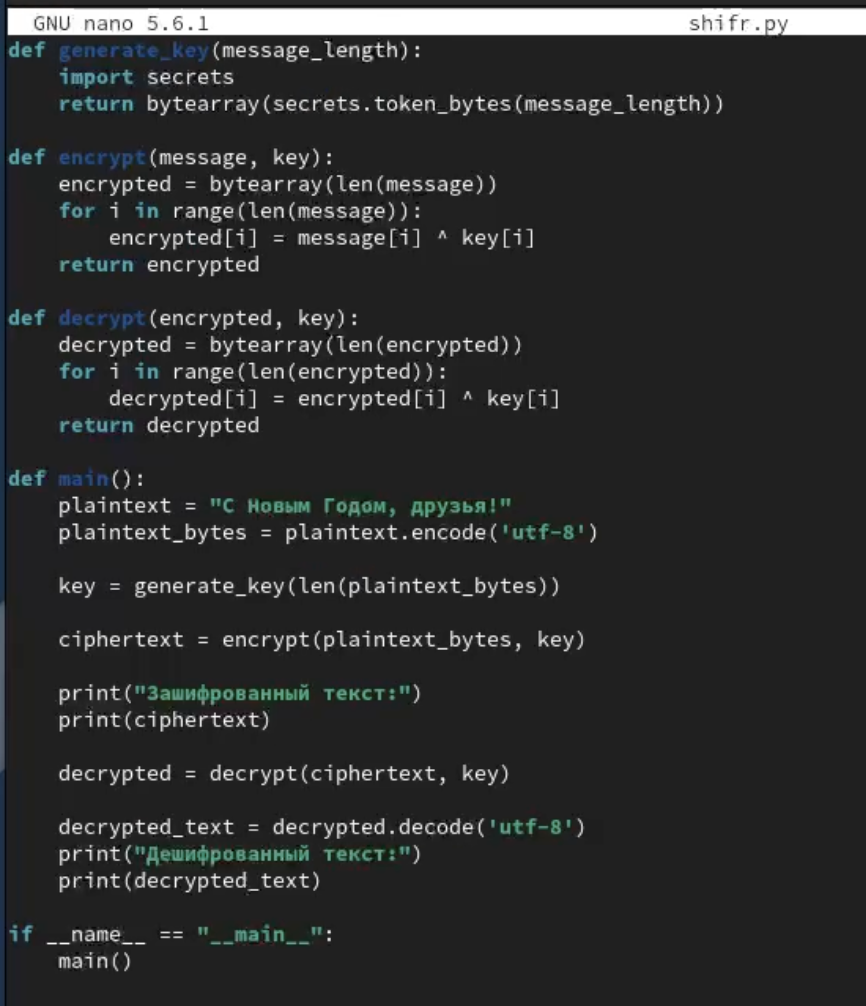 GNU nano 5.6.1 shifr.py
def generate_key(message_length):
    import secrets
    return bytearray(secrets.token_bytes(message_length))

def encrypt(message, key):
    encrypted = bytearray(len(message))
    for i in range(len(message)):
        encrypted[i] = message[i] ^ key[i]
    return encrypted

def decrypt(encrypted, key):
    decrypted = bytearray(len(encrypted))
    for i in range(len(encrypted)):
        decrypted[i] = encrypted[i] ^ key[i]
    return decrypted

def main():
    plaintext = "С Новым Годом, друзья!"
    plaintext_bytes = plaintext.encode('utf-8')

    key = generate_key(len(plaintext_bytes))

    ciphertext = encrypt(plaintext_bytes, key)

    print("Зашифрованный текст:")
    print(ciphertext)

    decrypted = decrypt(ciphertext, key)

    decrypted_text = decrypted.decode('utf-8')
    print("Дешифрованный текст:")
    print(decrypted_text)

if __name__ == "__main__":
    main()